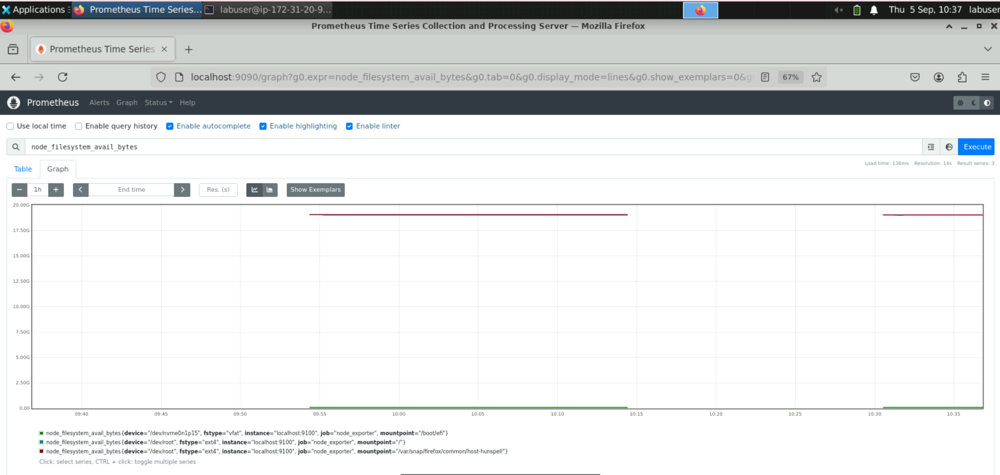 Applications Prometheus Time Series... labuser@ip-172-31-20-9... Thu 5 Sep, 10:37 labuser
Prometheus Time Series Collection and Processing Server — Mozilla Firefox
Prometheus Time Series
localhost:9090/graph?g0.expr=node_filesystem_avail_bytes&g0.tab=0&g0.display_mode=lines&g0.show_exemplars=0&g 67%
Prometheus Alerts Graph Status Help
Use local time Enable query history Enable autocomplete Enable highlighting Enable linter
node_filesystem_avail_bytes Execute
Table Graph Load time: 136ms Resolution: 14s Result series: 3
− 1h + End time Res. (s) Show Exemplars
20.00G
17.50G
15.00G
12.50G
10.00G
7.50G
5.00G
2.50G
0.00
09:40 09:45 09:50 09:55 10:00 10:05 10:10 10:15 10:20 10:25 10:30 10:35
node_filesystem_avail_bytes{device="/dev/nvme0n1p15", fstype="vfat", instance="localhost:9100", job="node_exporter", mountpoint="/boot/efi"}
node_filesystem_avail_bytes{device="/dev/root", fstype="ext4", instance="localhost:9100", job="node_exporter", mountpoint="/"}
node_filesystem_avail_bytes{device="/dev/root", fstype="ext4", instance="localhost:9100", job="node_exporter", mountpoint="/var/snap/firefox/common/host-hunspell"}
Click: select series, CTRL + click: toggle multiple series